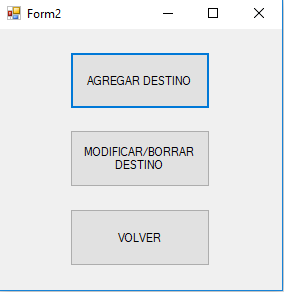 Form2
AGREGAR DESTINO
MODIFICAR/BORRAR
DESTINO
VOLVER